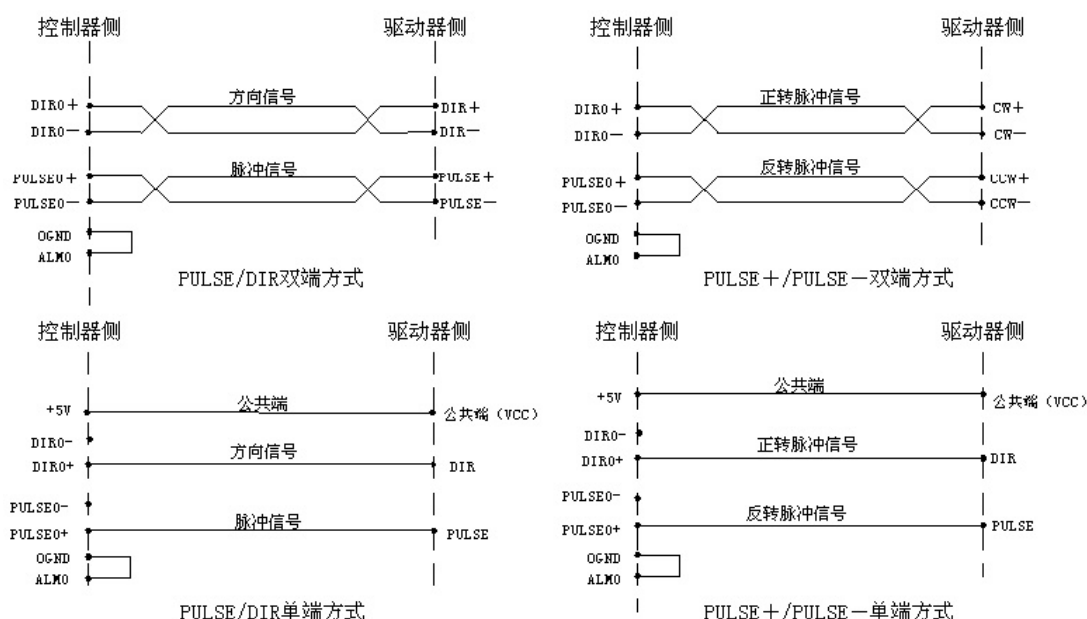 控制器侧
驱动器侧
DIR0+
方向信号
DIR+
DIR0—
DIR—
PULSE0+
脉冲信号
PULSE+
PULSE0—
PULSE—
OGND
ALM0
PULSE/DIR双端方式
控制器侧
驱动器侧
DIR0+
正转脉冲信号
CW+
DIR0—
CW—
PULSE0+
反转脉冲信号
CCW+
PULSE0—
CCW—
OGND
ALM0
PULSE+/PULSE—双端方式
控制器侧
驱动器侧
+5V
公共端
公共端（VCC）
DIR0-
方向信号
DIR0+
DIR
PULSE0-
脉冲信号
PULSE0+
PULSE
OGND
ALM0
PULSE/DIR单端方式
控制器侧
驱动器侧
+5V
公共端
公共端（VCC）
DIR0-
正转脉冲信号
DIR0+
DIR
PULSE0-
反转脉冲信号
PULSE0+
PULSE
OGND
ALM0
PULSE+/PULSE—单端方式